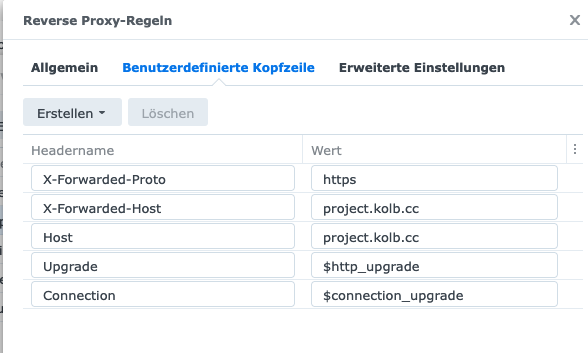 Reverse Proxy-Regeln
Allgemein Benutzerdefinierte Kopfzeile Erweiterte Einstellungen
Erstellen Löschen
Headername Wert
X-Forwarded-Proto https
X-Forwarded-Host project.kolb.cc
Host project.kolb.cc
Upgrade $http_upgrade
Connection $connection_upgrade